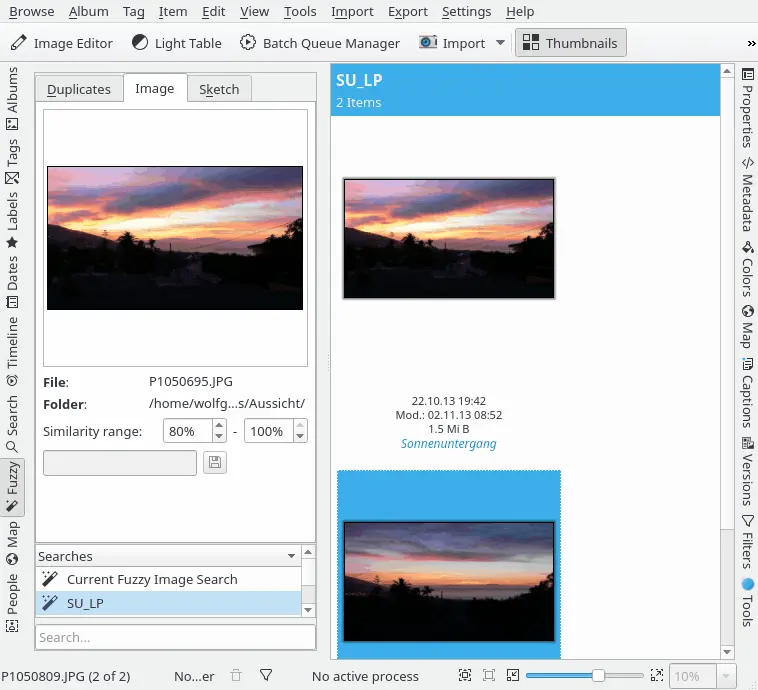 Browse Album Tag Item Edit View Tools Import Export Settings Help
Image Editor Light Table Batch Queue Manager Import Thumbnails »
Albums
Tags
Labels
Dates
Timeline
Search
Fuzzy
Map
People
Duplicates Image Sketch
File: P1050695.JPG
Folder: /home/wolfg...s/Aussicht/
Similarity range: 80% - 100%
Searches
Current Fuzzy Image Search
SU_LP
Search...
SU_LP
2 Items
22.10.13 19:42
Mod.: 02.11.13 08:52
1.5 Mi B
Sonnenuntergang
Properties
Metadata
Colors
Map
Captions
Versions
Filters
Tools
P1050809.JPG (2 of 2) No...er No active process 10%